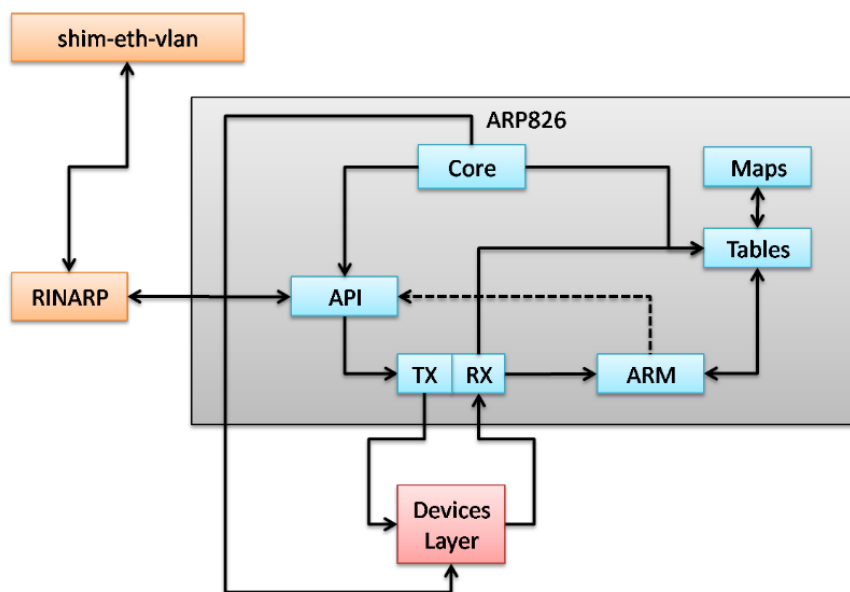 shim-eth-vlan
ARP826
Core
Maps
Tables
RINARP
API
TX
RX
ARM
Devices
Layer